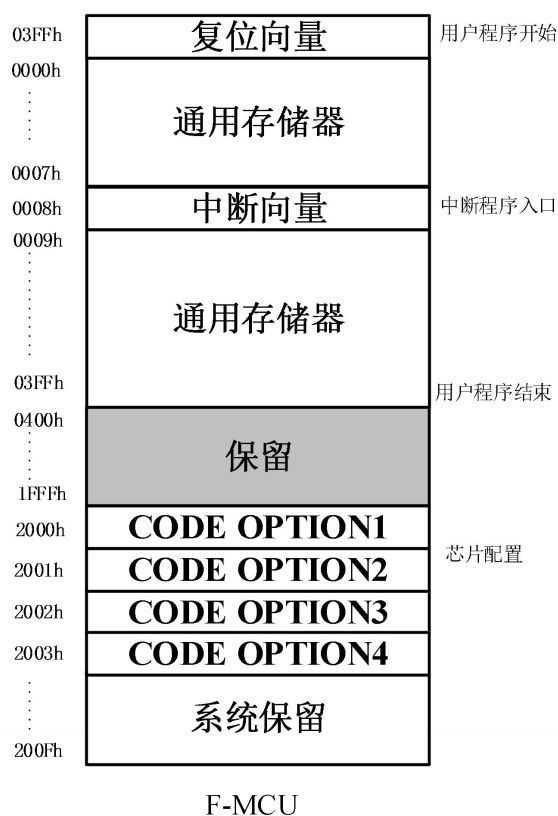 03FFh 复位向量 用户程序开始
0000h
通用存储器
0007h
0008h 中断向量 中断程序入口
0009h
通用存储器
03FFh 用户程序结束
0400h
保留
1FFFh
2000h CODE OPTION1
2001h CODE OPTION2 芯片配置
2002h CODE OPTION3
2003h CODE OPTION4
系统保留
200Fh
F-MCU